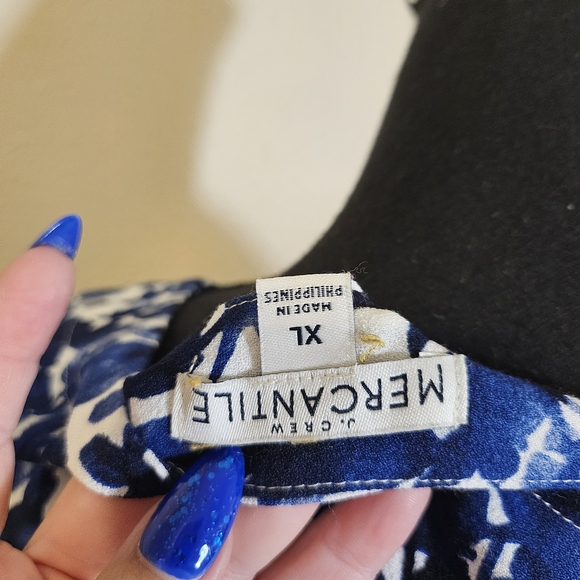 J. CREW
MERCANTILE
XL
MADE IN
PHILIPPINES